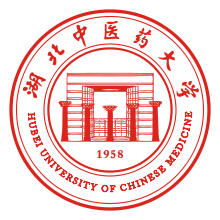 湖北中医药大学
1958
HUBEI UNIVERSITY OF CHINESE MEDICINE